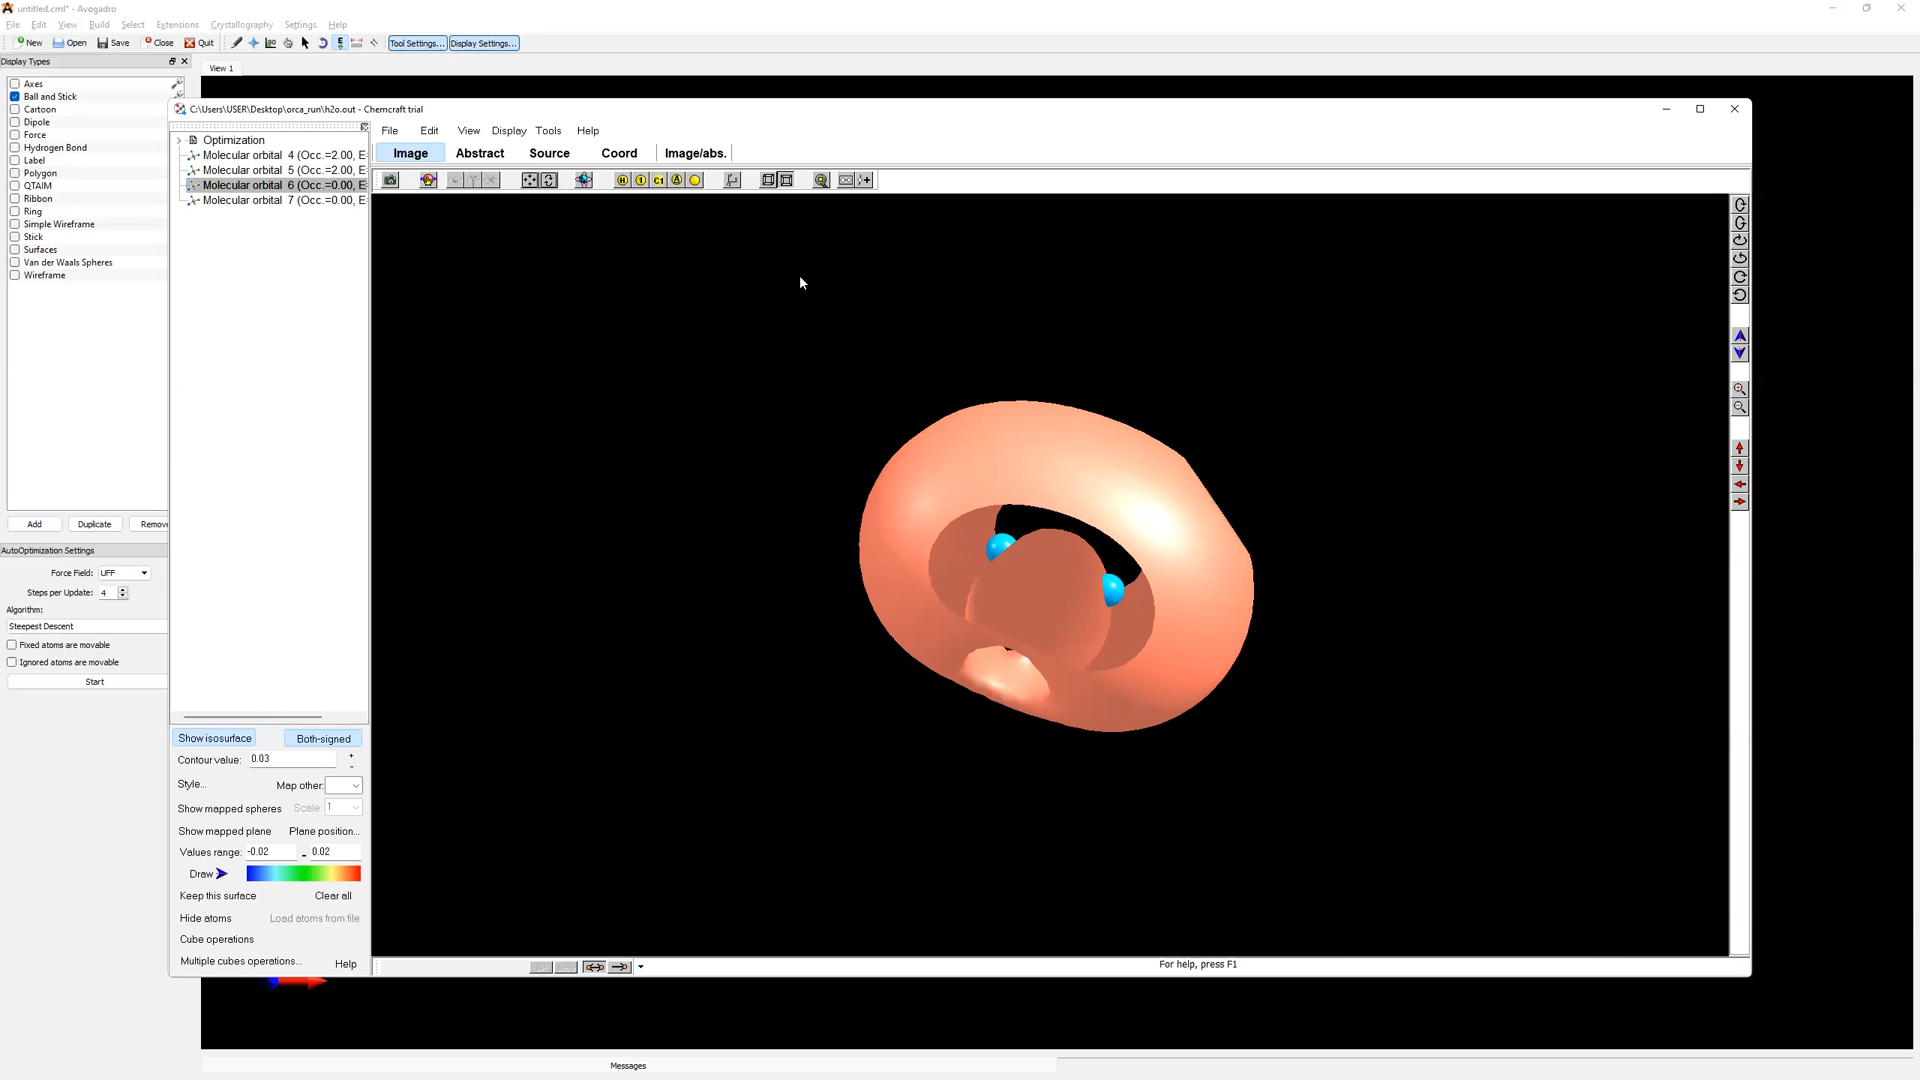 untitled.cml* - Avogadro
File Edit View Build Select Extensions Crystallography Settings Help
New Open Save Close Quit Tool Settings... Display Settings...
Display Types
View 1
Axes
Ball and Stick
Cartoon
Dipole
Force
Hydrogen Bond
Label
Polygon
QTAIM
Ribbon
Ring
Simple Wireframe
Stick
Surfaces
Van der Waals Spheres
Wireframe
Add Duplicate Remove
AutoOptimization Settings
Force Field: UFF
Steps per Update: 4
Algorithm:
Steepest Descent
Fixed atoms are movable
Ignored atoms are movable
Start
C:\Users\USER\Desktop\orca_run\h2o.out - Chemcraft trial
File Edit View Display Tools Help
Image Abstract Source Coord Image/abs.
Optimization
Molecular orbital 4 (Occ.=2.00, E
Molecular orbital 5 (Occ.=2.00, E
Molecular orbital 6 (Occ.=0.00, E
Molecular orbital 7 (Occ.=0.00, E
Show isosurface Both-signed
Contour value: 0.03 + -
Style... Map other:
Show mapped spheres Scale: 1
Show mapped plane Plane position...
Values range: -0.02 - 0.02
Draw
Keep this surface Clear all
Hide atoms Load atoms from file
Cube operations
Multiple cubes operations... Help
For help, press F1
Messages